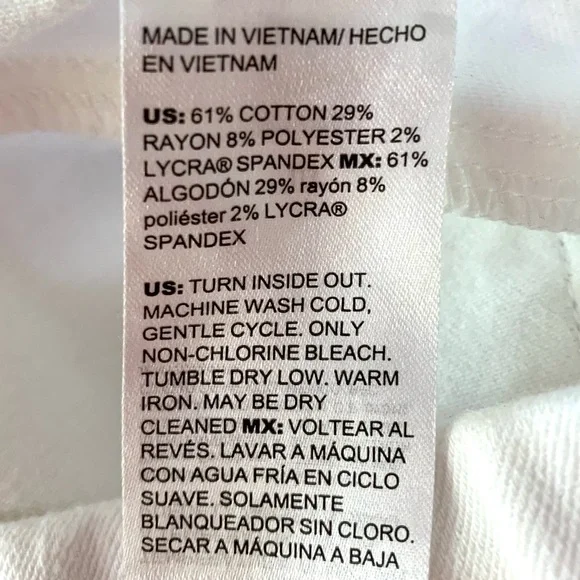 MADE IN VIETNAM/ HECHO
EN VIETNAM
US: 61% COTTON 29%
RAYON 8% POLYESTER 2%
LYCRA® SPANDEX MX: 61%
ALGODÓN 29% rayón 8%
poliéster 2% LYCRA®
SPANDEX
US: TURN INSIDE OUT.
MACHINE WASH COLD,
GENTLE CYCLE. ONLY
NON-CHLORINE BLEACH.
TUMBLE DRY LOW. WARM
IRON. MAY BE DRY
CLEANED MX: VOLTEAR AL
REVÉS. LAVAR A MÁQUINA
CON AGUA FRÍA EN CICLO
SUAVE. SOLAMENTE
BLANQUEADOR SIN CLORO.
SECAR A MÁQUINA A BAJA